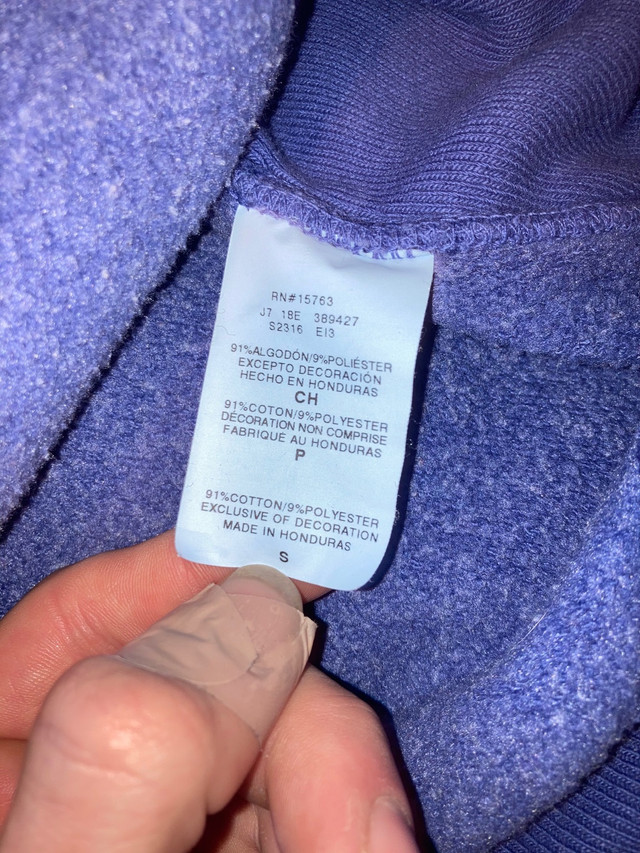 RN#15763
J7 18E 389427
S2316 EI3
91%ALGODÓN/9%POLIÉSTER
EXCEPTO DECORACIÓN
HECHO EN HONDURAS
CH
91%COTON/9%POLYESTER
DÉCORATION NON COMPRISE
FABRIQUÉ AU HONDURAS
P
91%COTTON/9%POLYESTER
EXCLUSIVE OF DECORATION
MADE IN HONDURAS
S